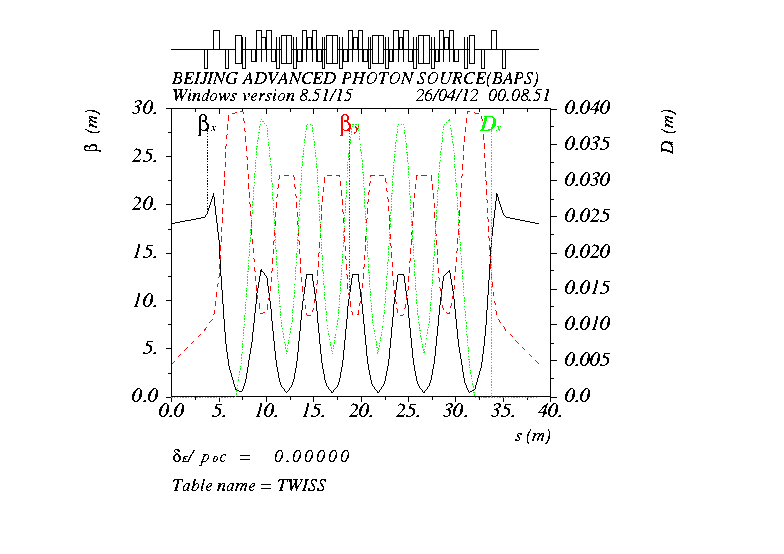 BEIJING ADVANCED PHOTON SOURCE(BAPS)
Windows version 8.51/15 26/04/12 00.08.51
30. βx βy Dx 0.040
25. 0.035
0.030
20. 0.025
15. 0.020
10. 0.015
0.010
5. 0.005
0.0 0.0
β (m)
D (m)
0.0 5. 10. 15. 20. 25. 30. 35. 40.
s (m)
δE/ p0c = 0.00000
Table name = TWISS